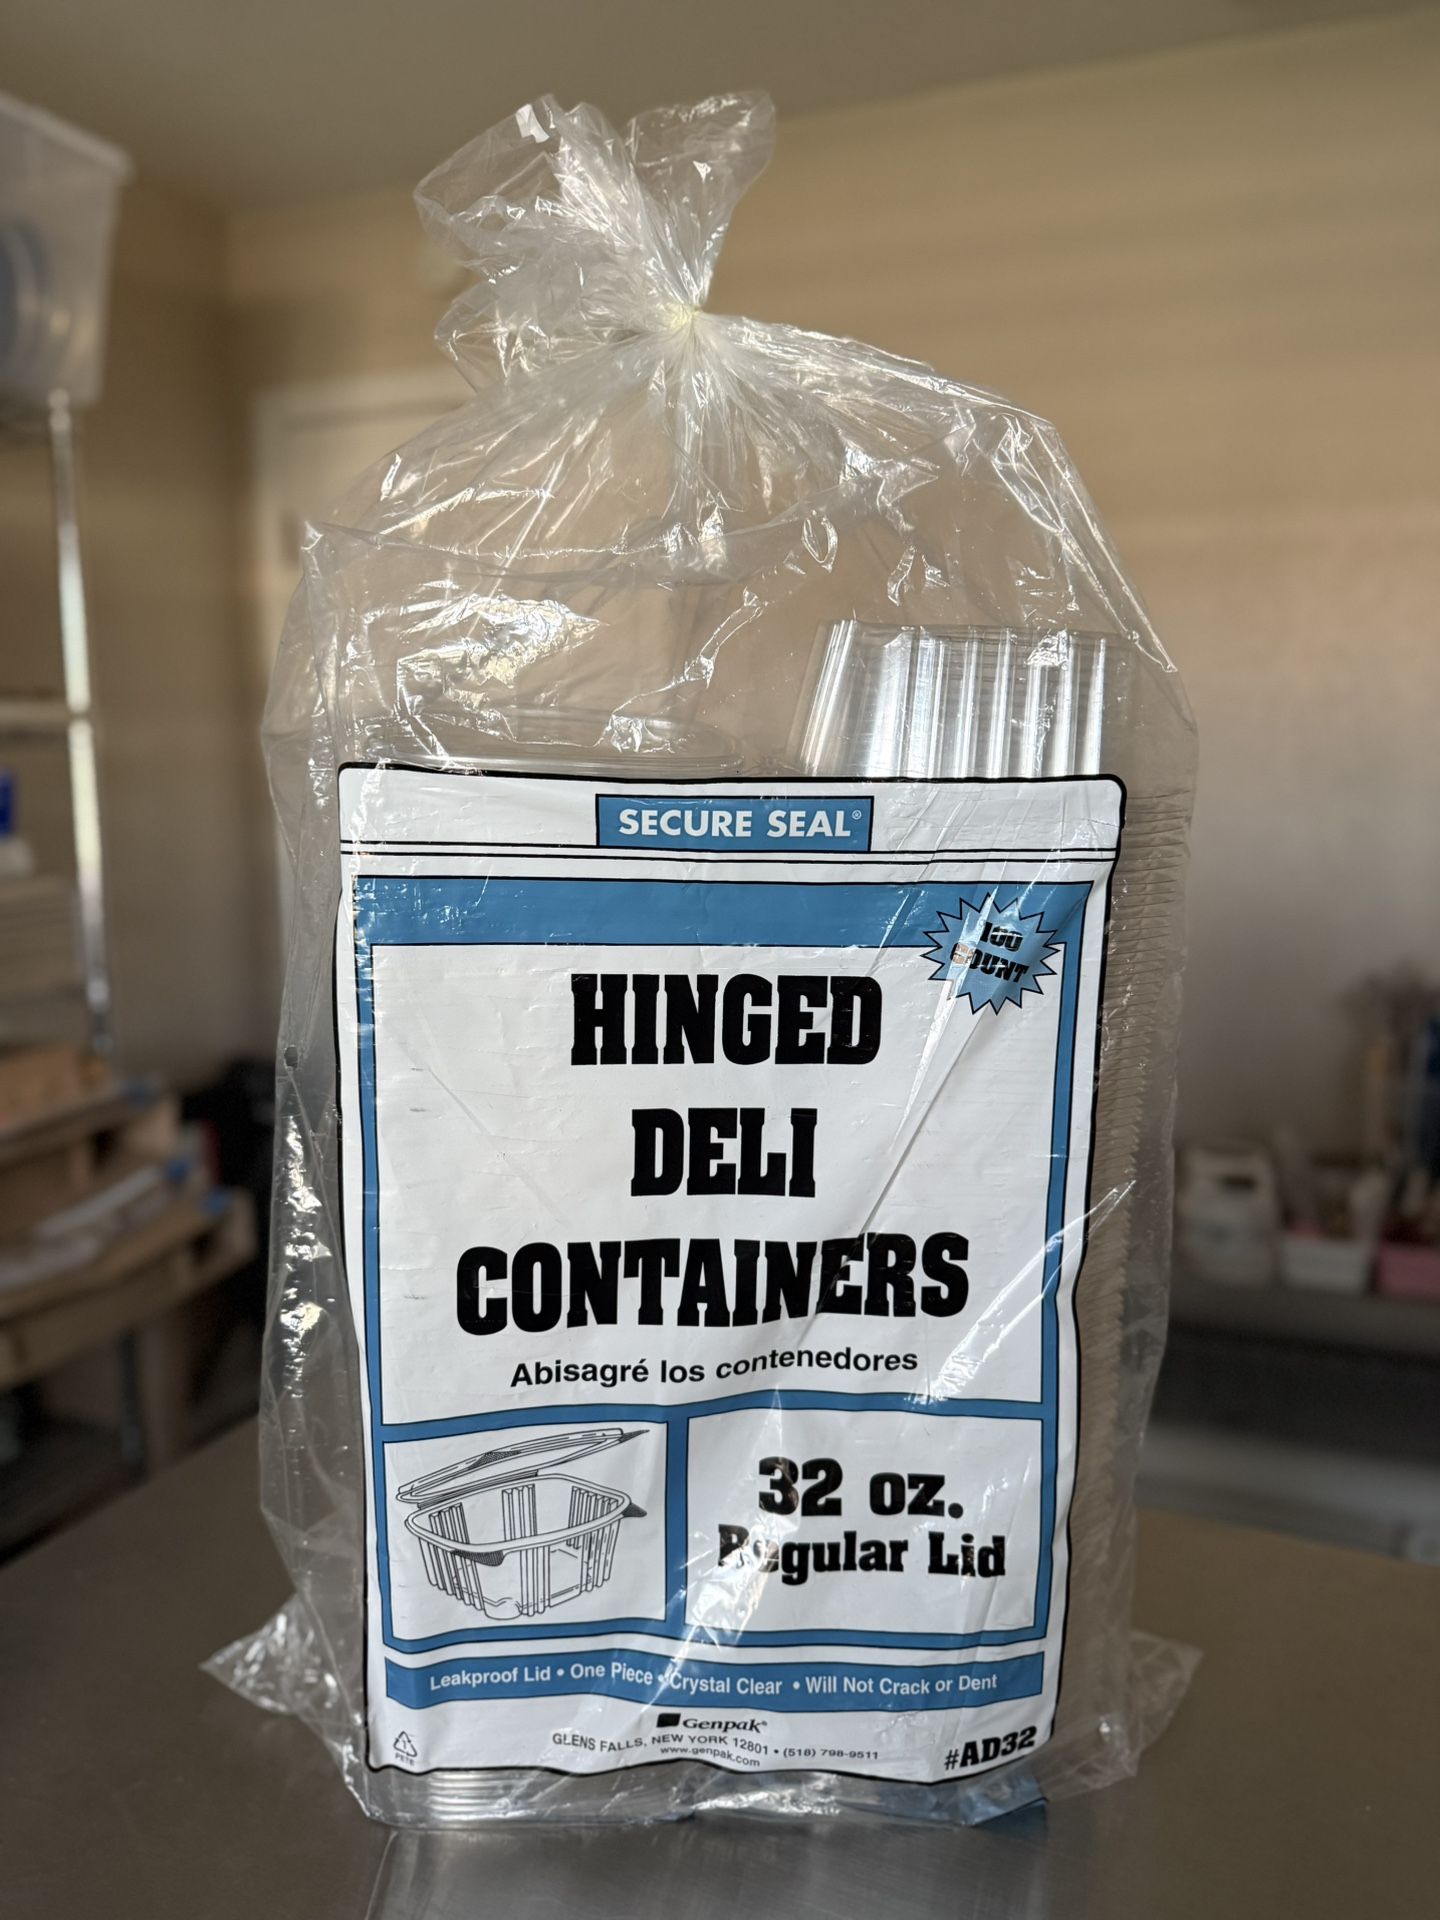 SECURE SEAL®
100
COUNT
HINGED
DELI
CONTAINERS
Abisagré los contenedores
32 oz.
Regular Lid
Leakproof Lid • One Piece • Crystal Clear • Will Not Crack or Dent
Genpak®
GLENS FALLS, NEW YORK 12801 • (518) 798-9511
www.genpak.com
1
PETE
#AD32